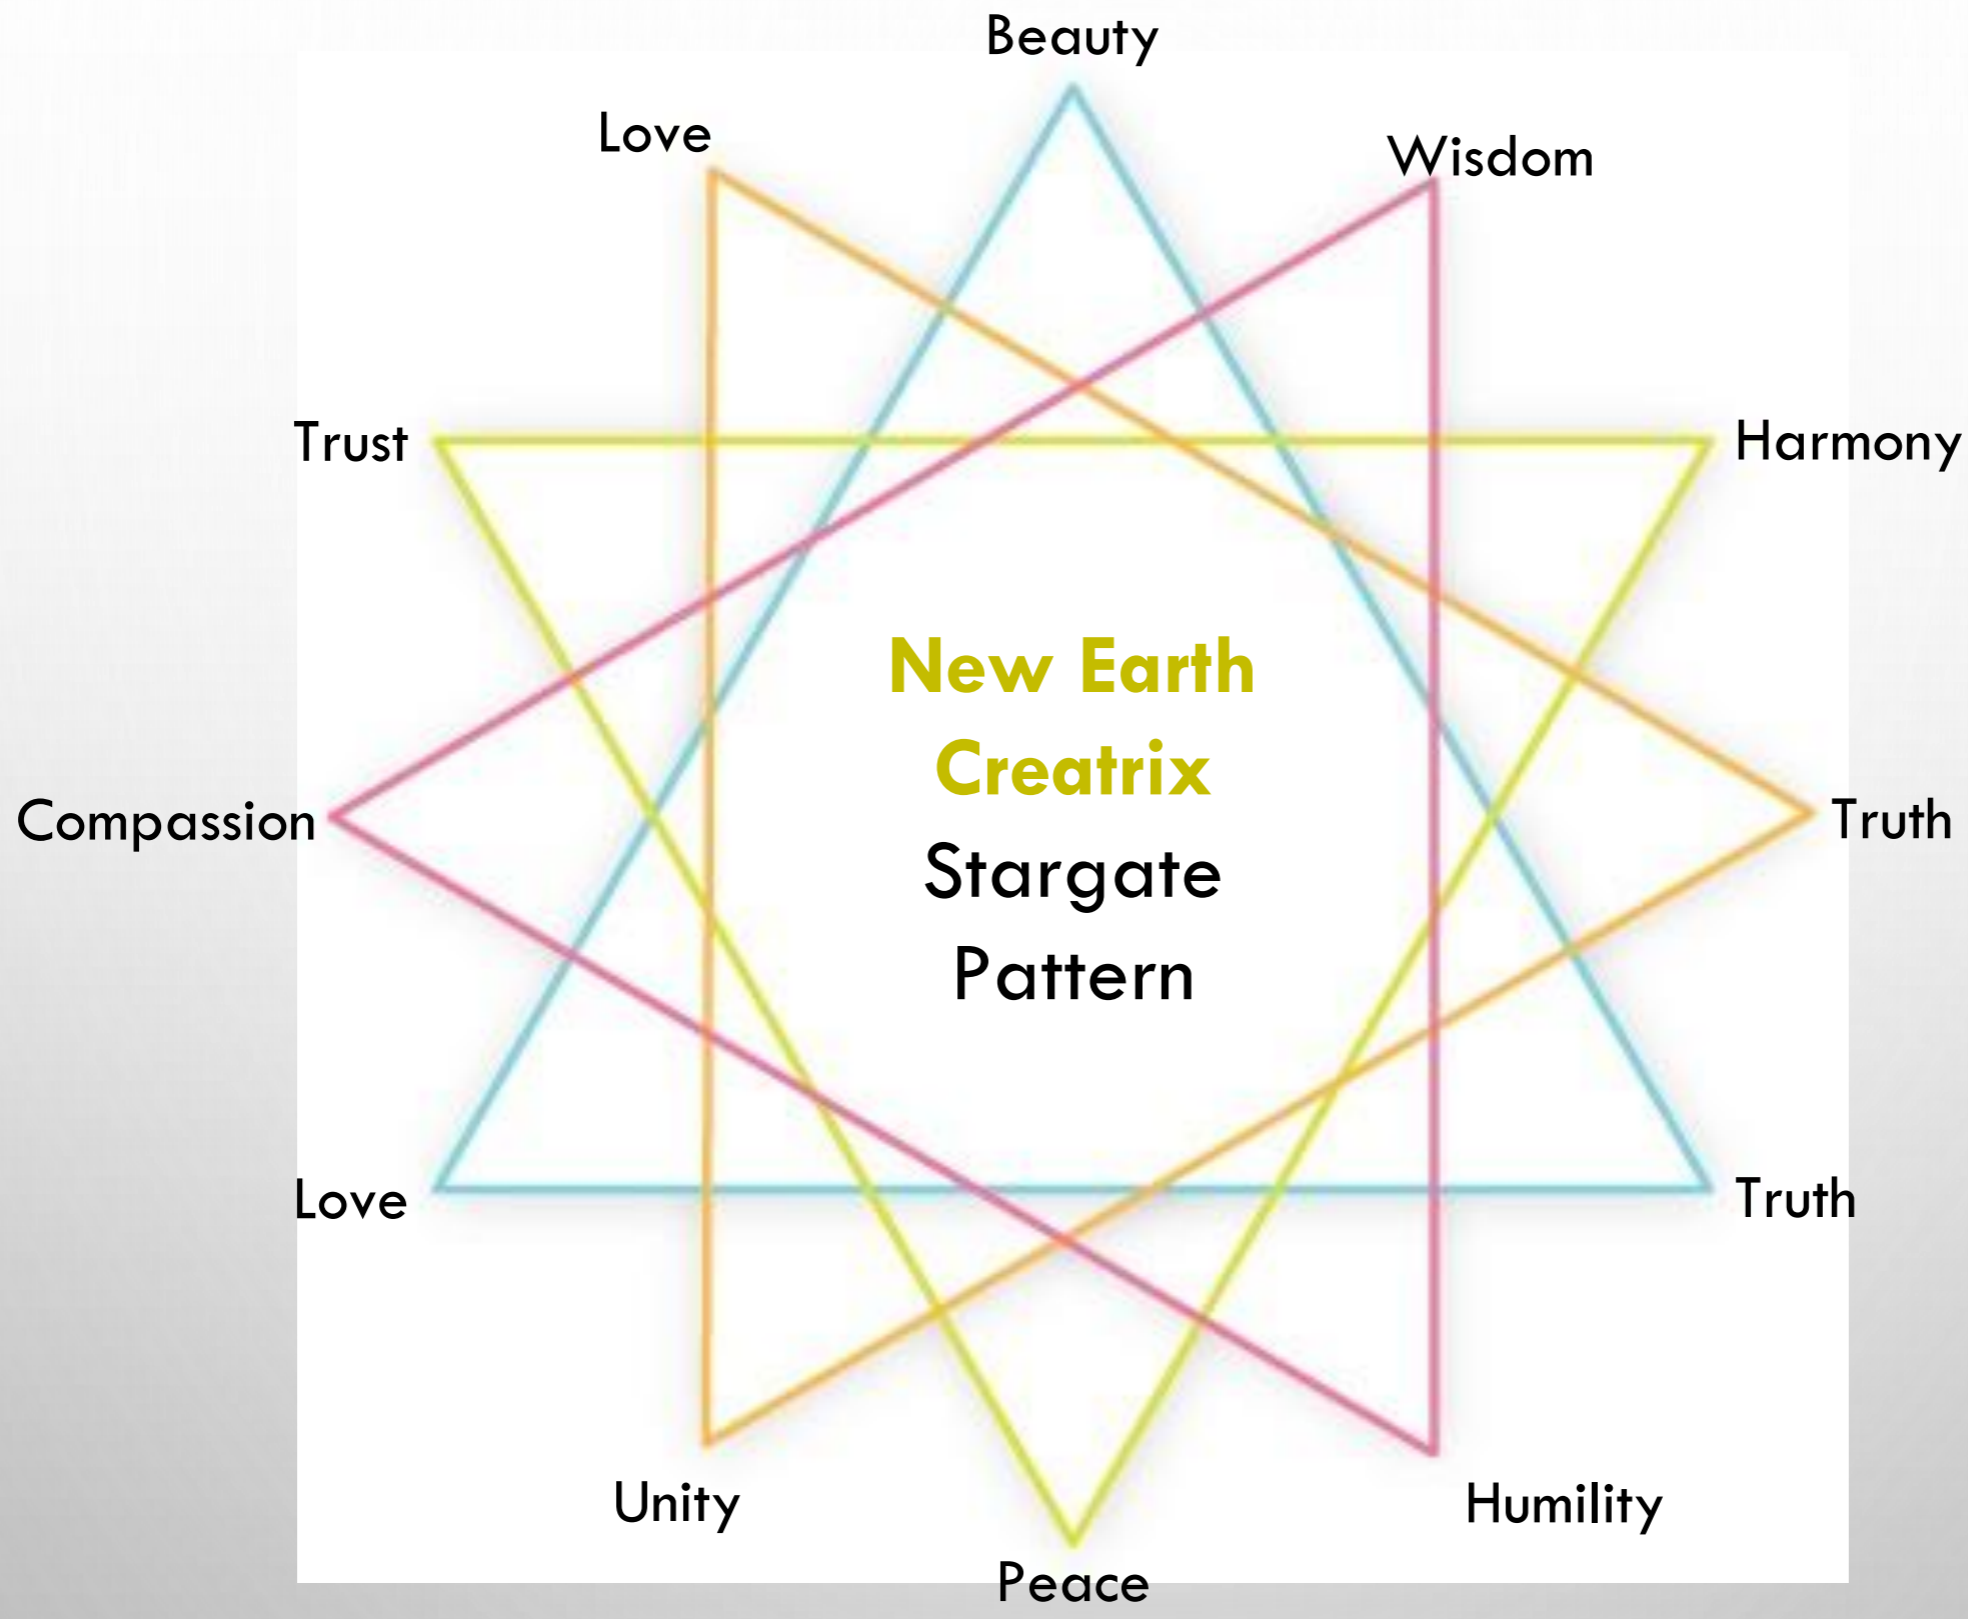 Beauty
Love
Wisdom
Trust
Harmony
New Earth
Creatrix
Stargate
Pattern
Compassion
Truth
Love
Truth
Unity
Humility
Peace